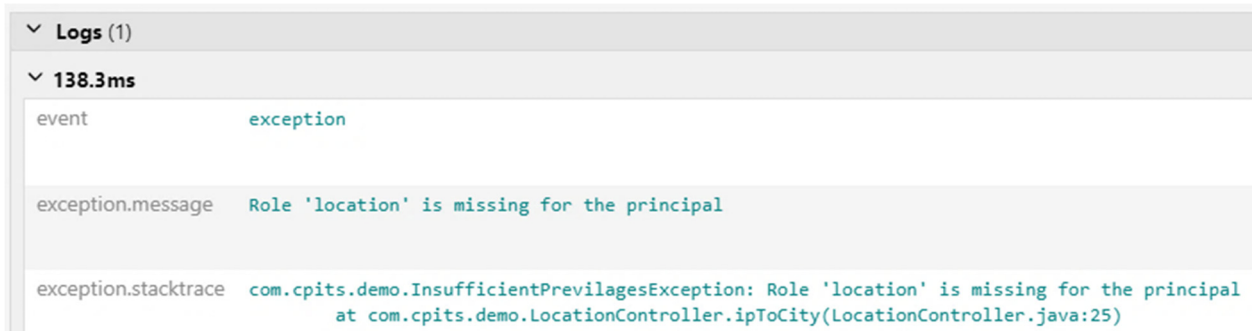 Logs (1)
138.3ms
event exception
exception.message Role 'location' is missing for the principal
exception.stacktrace com.cpits.demo.InsufficientPrevilagesException: Role 'location' is missing for the principal
at com.cpits.demo.LocationController.ipToCity(LocationController.java:25)